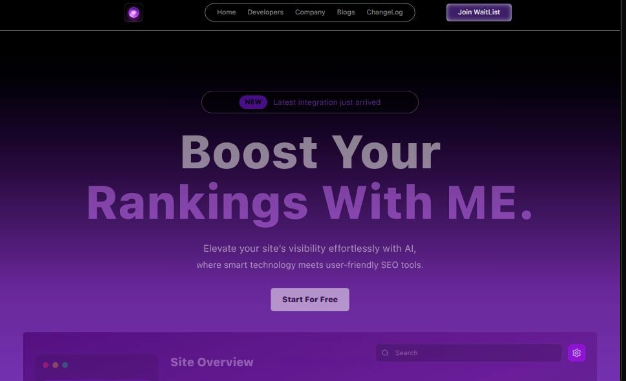 Home Developers Company Blogs ChangeLog Join WaitList
NEW Latest integration just arrived
Boost Your
Rankings With ME.
Elevate your site's visibility effortlessly with AI,
where smart technology meets user-friendly SEO tools.
Start For Free
Search
Site Overview